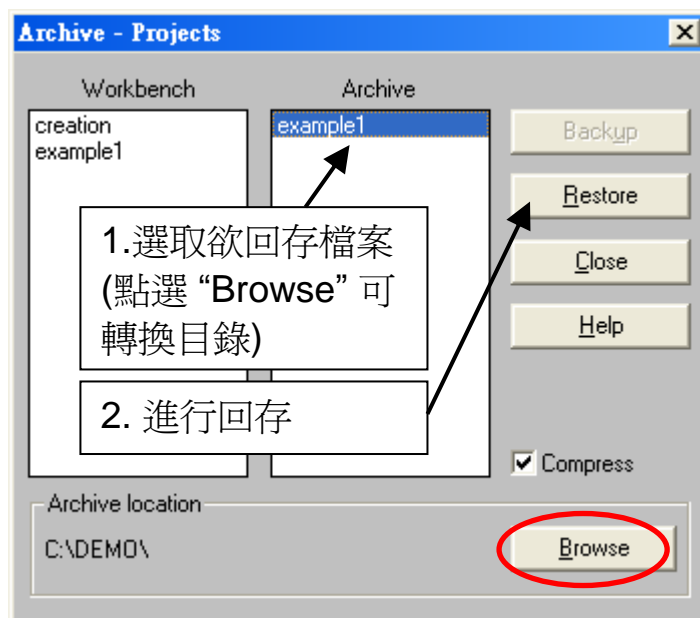 Archive - Projects
Workbench
Archive
creation
example1
example1
Backup
Restore
Close
Help
1.選取欲回存檔案
(點選 “Browse” 可
轉換目錄)
2. 進行回存
Compress
Archive location
C:\DEMO\
Browse